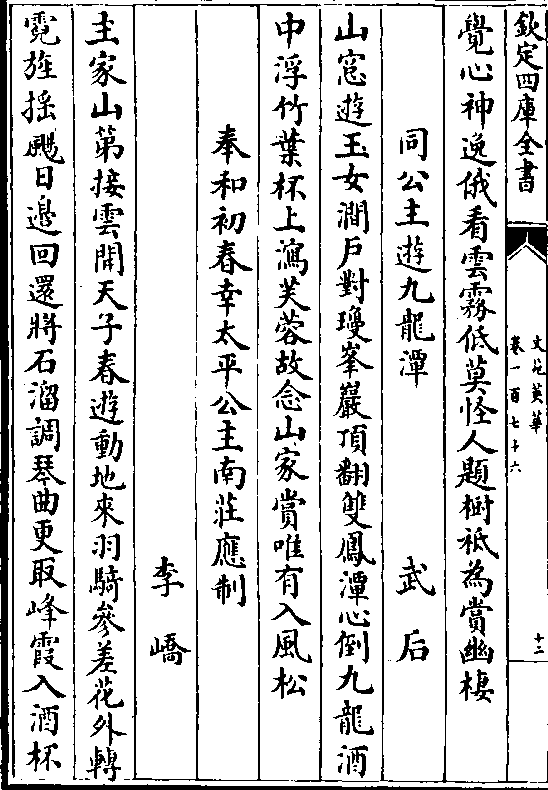 欽定四庫全書
文苑英華
卷一百七十六
十二
覺心神逸俄看雲霧低莫怪人題樹祗為賞幽棲
同公主遊九龍潭 武后
山窓遊玉女澗戸對瓊峯巖頂翻雙鳳潭心倒九龍酒
中浮竹葉杯上瀉芙蓉故念山家賞唯有入風松
奉和初春幸太平公主南莊應制
李嶠
主家山第接雲開天子春遊動地來羽騎參差花外轉
霓旌揺颺日邉回還將石溜調琴曲更取峰霞入酒杯